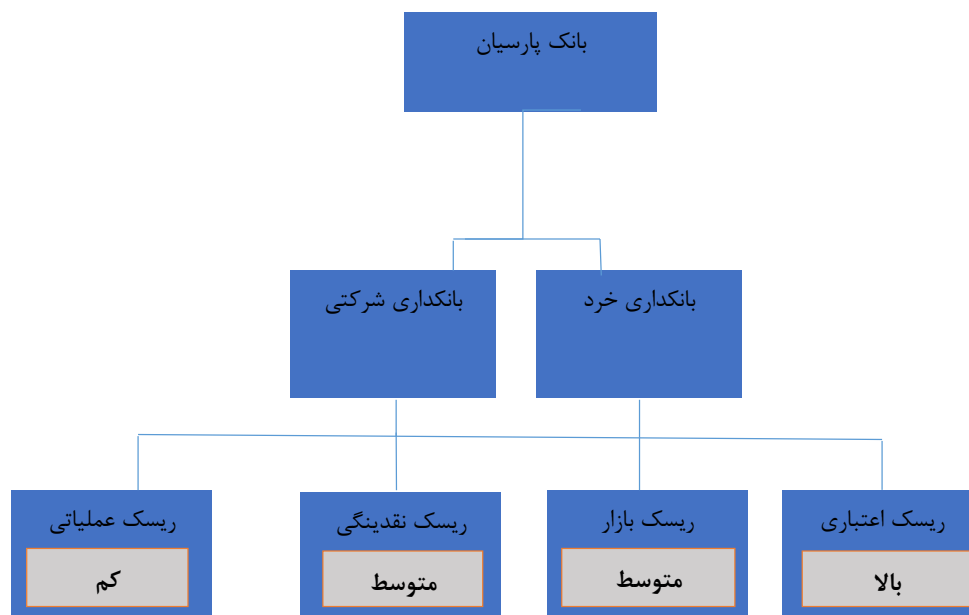 بانک پارسیان
بانکداری خرد
بانکداری شرکتی
ریسک اعتباری
بالا
ریسک بازار
متوسط
ریسک نقدینگی
متوسط
ریسک عملیاتی
کم